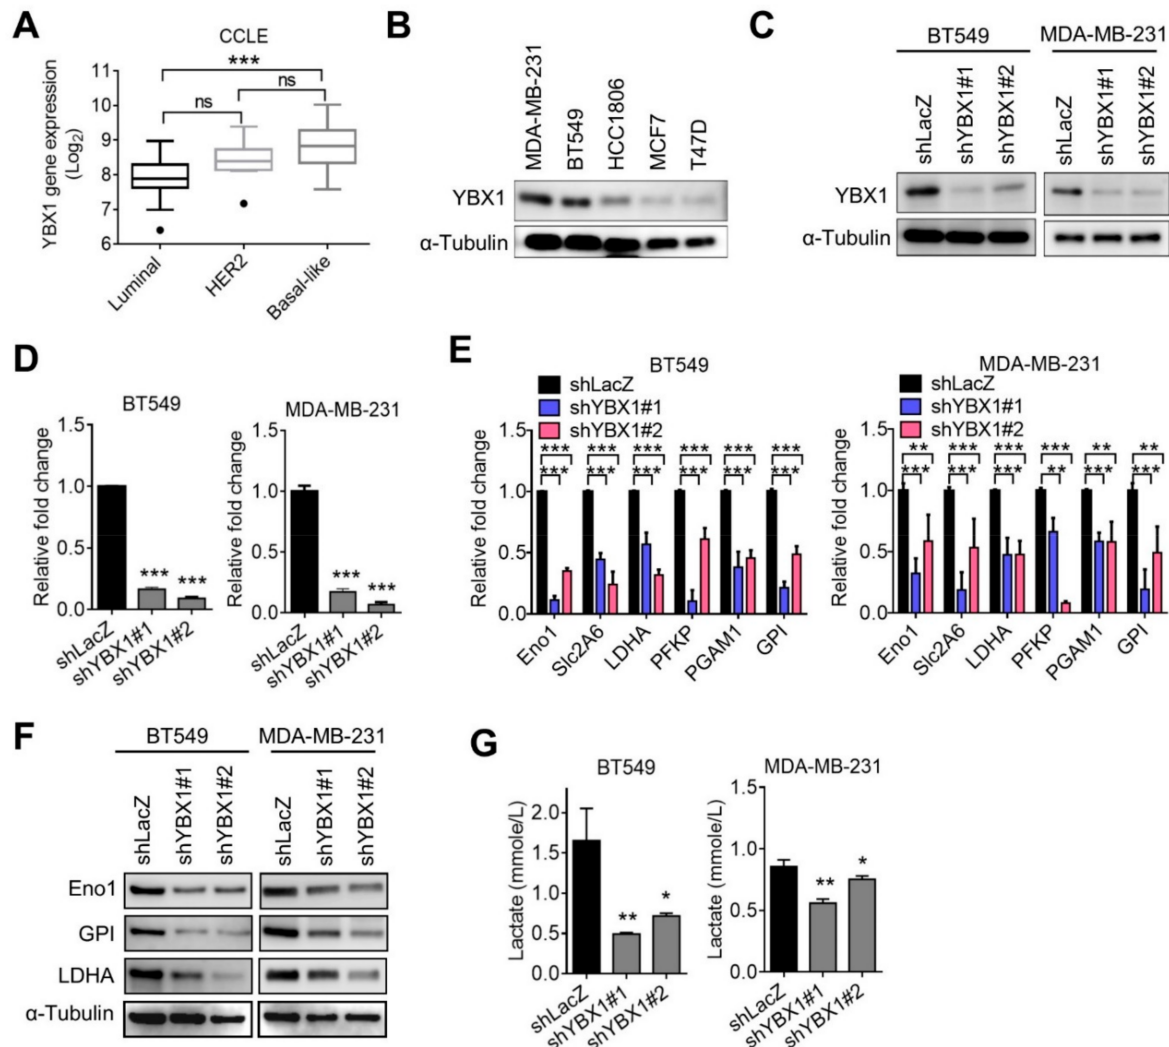 A
CCLE
***
ns
ns
YBX1 gene expression
(Log2)
11
10
9
8
7
6
Luminal
HER2
Basal-like
B
MDA-MB-231
BT549
HCC1806
MCF7
T47D
YBX1
α-Tubulin
C
BT549
MDA-MB-231
shLacZ
shYBX1#1
shYBX1#2
shLacZ
shYBX1#1
shYBX1#2
YBX1
α-Tubulin
D
BT549
Relative fold change
1.5
1.0
0.5
0.0
***
***
shLacZ
shYBX1#1
shYBX1#2
MDA-MB-231
Relative fold change
1.5
1.0
0.5
0.0
***
***
shLacZ
shYBX1#1
shYBX1#2
E
BT549
shLacZ
shYBX1#1
shYBX1#2
Relative fold change
1.5
1.0
0.5
0.0
*** *** *** *** *** ***
*** *** *** *** *** ***
Eno1
Slc2A6
LDHA
PFKP
PGAM1
GPI
MDA-MB-231
shLacZ
shYBX1#1
shYBX1#2
Relative fold change
1.5
1.0
0.5
0.0
** *** *** *** ** **
*** *** *** ** *** ***
Eno1
Slc2A6
LDHA
PFKP
PGAM1
GPI
F
BT549
MDA-MB-231
shLacZ
shYBX1#1
shYBX1#2
shLacZ
shYBX1#1
shYBX1#2
Eno1
GPI
LDHA
α-Tubulin
G
BT549
Lactate (mmole/L)
2.0
1.5
1.0
0.5
0.0
**
*
shLacZ
shYBX1#1
shYBX1#2
MDA-MB-231
Lactate (mmole/L)
1.5
1.0
0.5
0.0
**
*
shLacZ
shYBX1#1
shYBX1#2